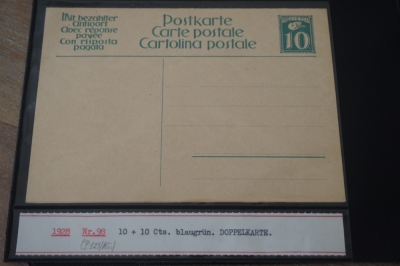 Mit bezahlter
Antwort
Avec réponse
payée
Con risposta
pagata
Postkarte
Carte postale
Cartolina postale
HELVETIA
10
1928 Nr.98 10 + 10 Cts. blaugrün. DOPPELKARTE.